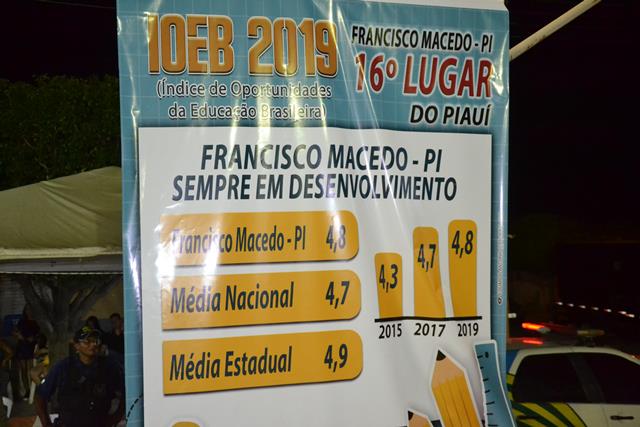 IOEB 2019
(Índice de Oportunidades
da Educação Brasileira)
FRANCISCO MACEDO - PI
16º LUGAR
DO PIAUÍ
FRANCISCO MACEDO - PI
SEMPRE EM DESENVOLVIMENTO
Francisco Macedo - PI 4,8
Média Nacional 4,7
Média Estadual 4,9
4,3 4,7 4,8
2015 2017 2019